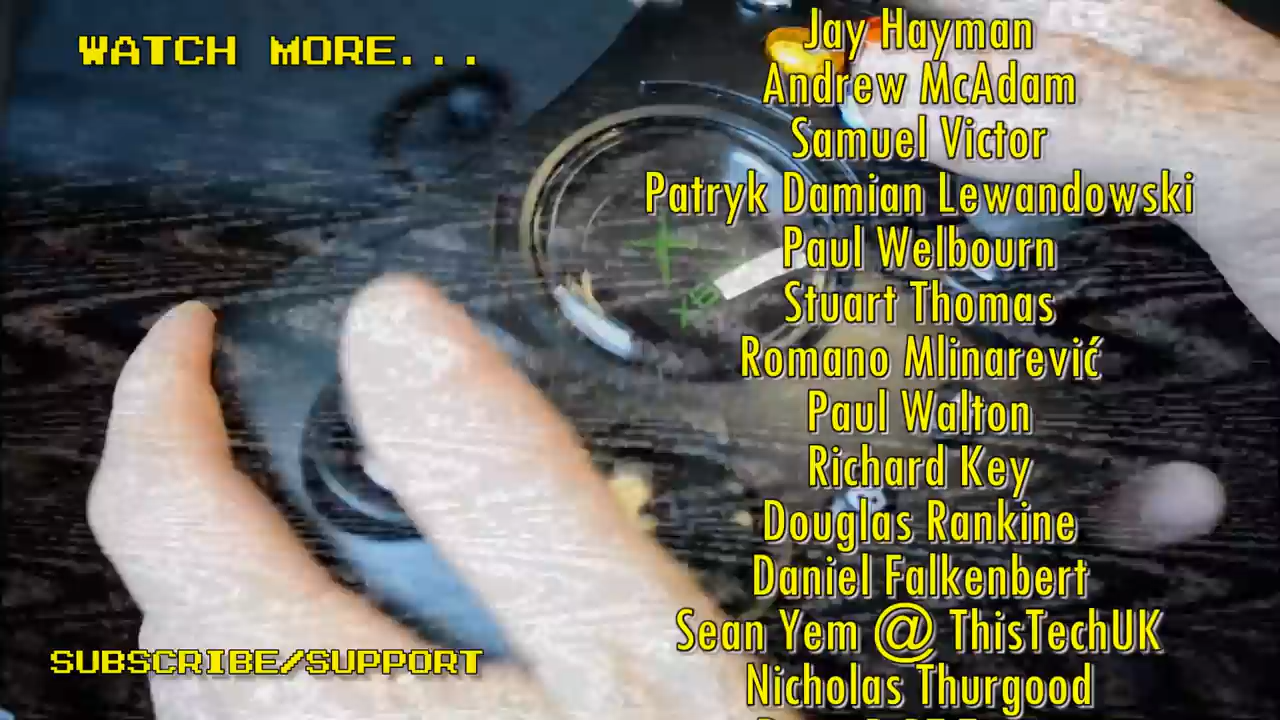 WATCH MORE...
Jay Hayman
Andrew McAdam
Samuel Victor
Patryk Damian Lewandowski
Paul Welbourn
Stuart Thomas
Romano Mlinarević
Paul Walton
Richard Key
Douglas Rankine
Daniel Falkenbert
Sean Yem @ ThisTechUK
Nicholas Thurgood
SUBSCRIBE/SUPPORT